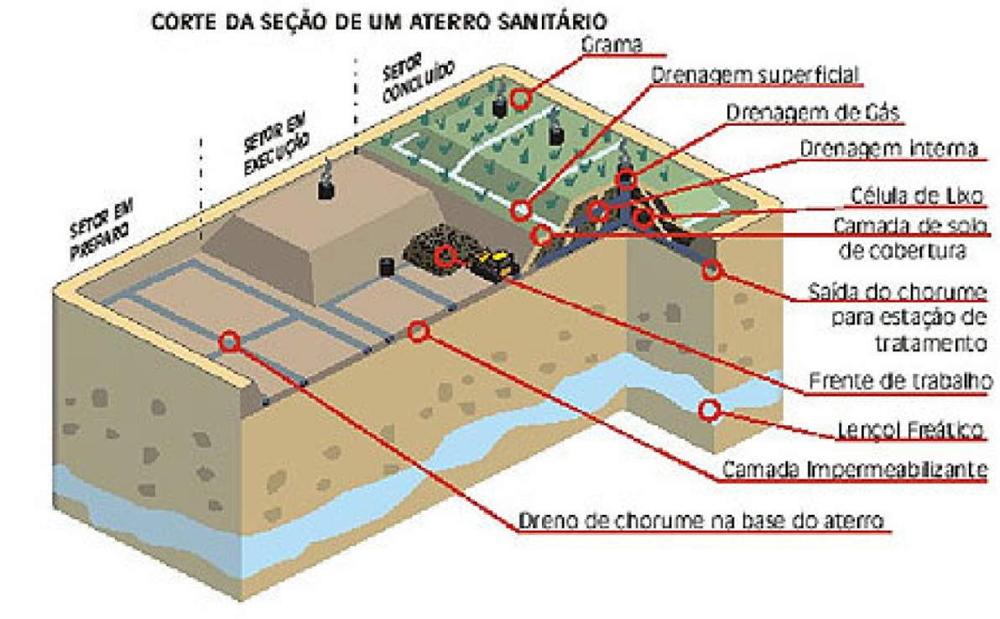 CORTE DA SEÇÃO DE UM ATERRO SANITÁRIO
SETOR EM
PREPARO
SETOR EM
EXECUÇÃO
SETOR
CONCLUÍDO
Grama
Drenagem superficial
Drenagem de Gás
Drenagem interna
Célula de Lixo
Camada de solo
de cobertura
Saída do chorume
para estação de
tratamento
Frente de trabalho
Lençol Freático
Camada Impermeabilizante
Dreno de chorume na base do aterro